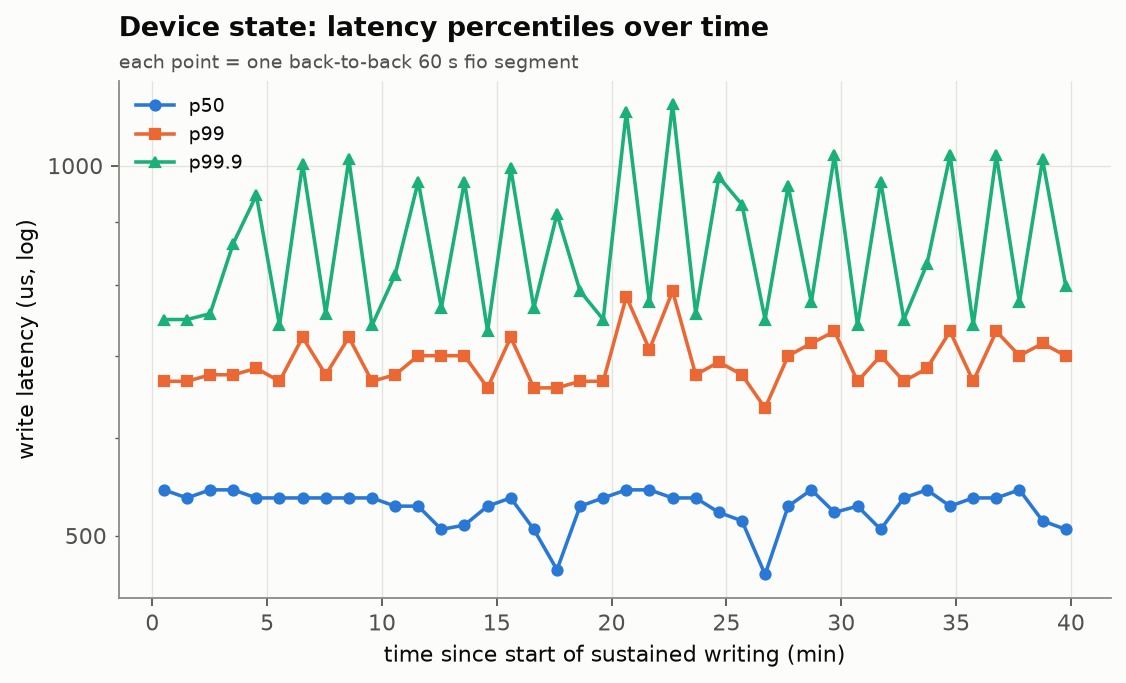 Device state: latency percentiles over time
each point = one back-to-back 60 s fio segment
p50
p99
p99.9
1000
500
write latency (us, log)
0 5 10 15 20 25 30 35 40
time since start of sustained writing (min)